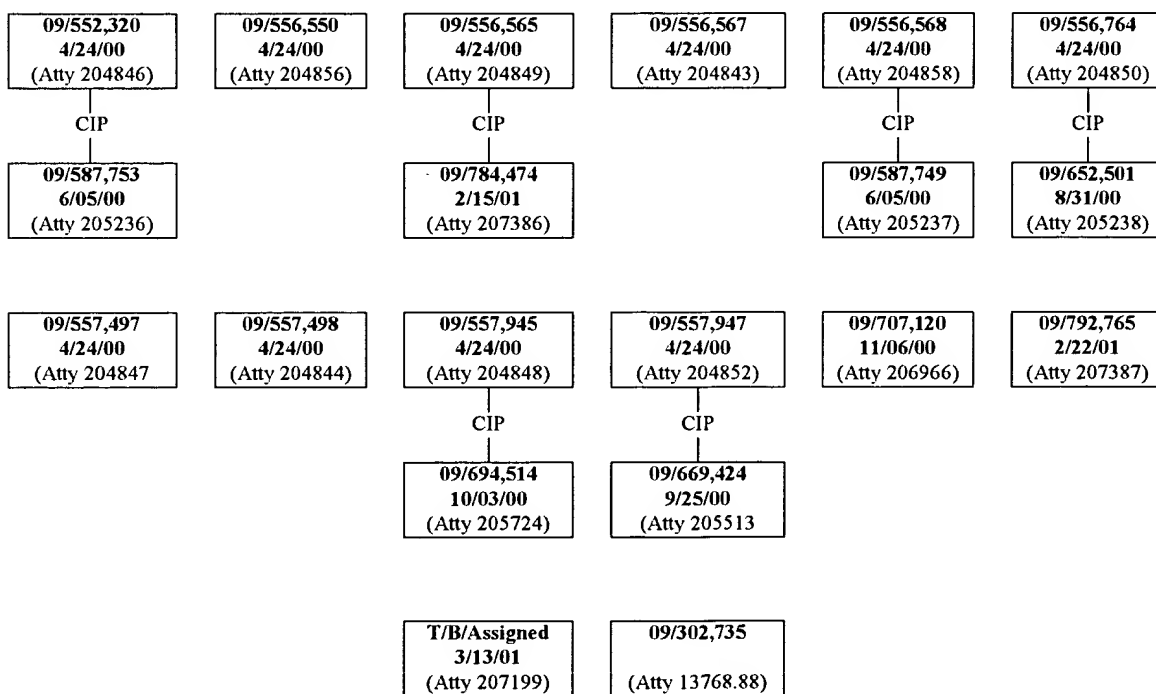 09/552,320
4/24/00
(Atty 204846)
09/556,550
4/24/00
(Atty 204856)
09/556,565
4/24/00
(Atty 204849)
09/556,567
4/24/00
(Atty 204843)
09/556,568
4/24/00
(Atty 204858)
09/556,764
4/24/00
(Atty 204850)
CIP
CIP
CIP
CIP
09/587,753
6/05/00
(Atty 205236)
09/784,474
2/15/01
(Atty 207386)
09/587,749
6/05/00
(Atty 205237)
09/652,501
8/31/00
(Atty 205238)
09/557,497
4/24/00
(Atty 204847
09/557,498
4/24/00
(Atty 204844)
09/557,945
4/24/00
(Atty 204848)
09/557,947
4/24/00
(Atty 204852)
09/707,120
11/06/00
(Atty 206966)
09/792,765
2/22/01
(Atty 207387)
CIP
CIP
09/694,514
10/03/00
(Atty 205724)
09/669,424
9/25/00
(Atty 205513
T/B/Assigned
3/13/01
(Atty 207199)
09/302,735
(Atty 13768.88)